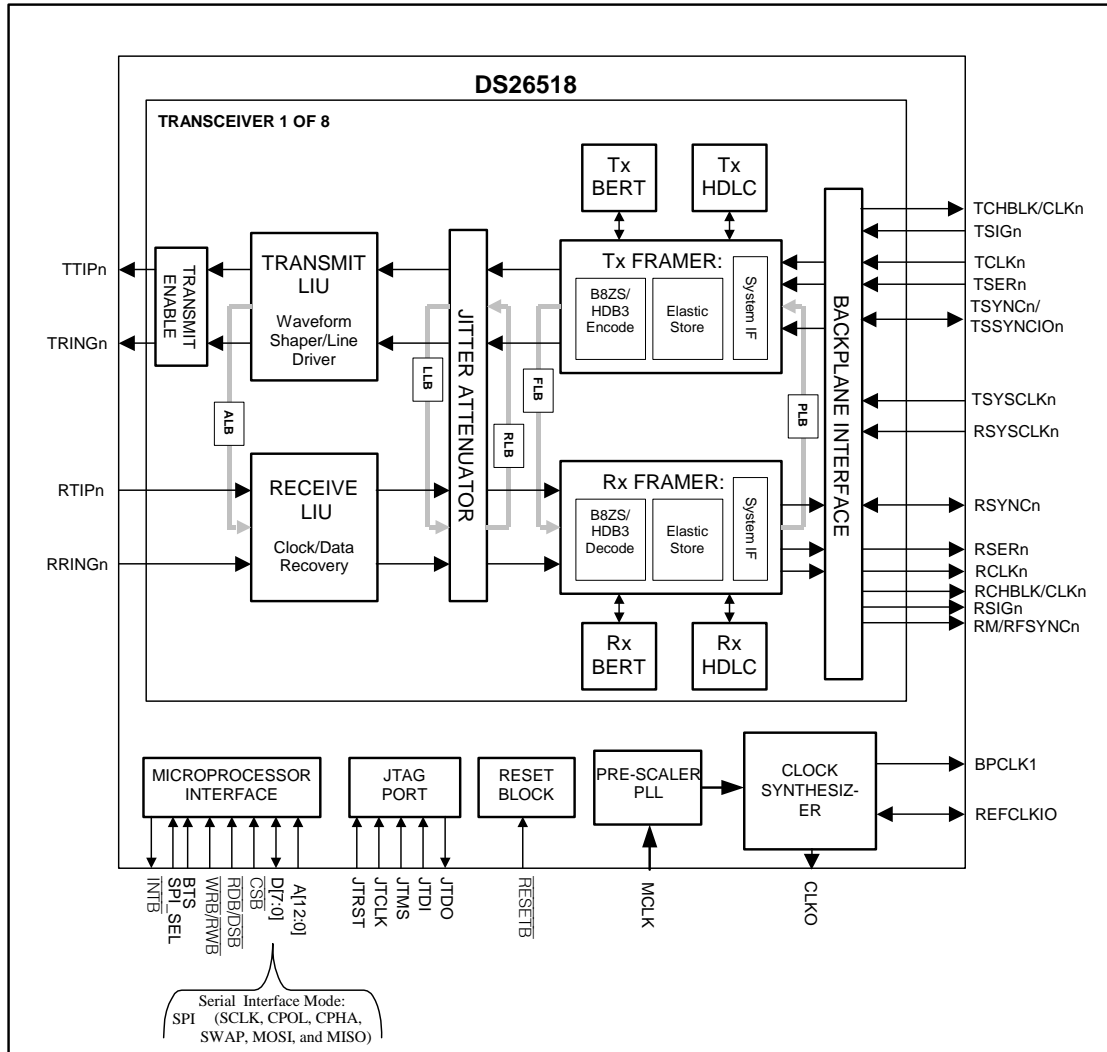 DS26518
TRANSCEIVER 1 OF 8
Tx
BERT
Tx
HDLC
TCHBLK/CLKn
TSIGn
TCLKn
TSERn
TSYNCn/
TSSYNCIOn
TSYSCLKn
RSYSCLKn
RSYNCn
RSERn
RCLKn
RCHBLK/CLKn
RSIGn
RM/RFSYNCn
TTIPn
TRINGn
RTIPn
RRINGn
TRANSMIT
ENABLE
TRANSMIT
LIU
Waveform
Shaper/Line
Driver
JITTER ATTENUATOR
Tx FRAMER:
B8ZS/
HDB3
Encode
Elastic
Store
System IF
BACKPLANE INTERFACE
ALB
LLB
RLB
FLB
PLB
RECEIVE
LIU
Clock/Data
Recovery
Rx FRAMER:
B8ZS/
HDB3
Decode
Elastic
Store
System IF
Rx
BERT
Rx
HDLC
MICROPROCESSOR
INTERFACE
JTAG
PORT
RESET
BLOCK
PRE-SCALER
PLL
CLOCK
SYNTHESIZ-
ER
BPCLK1
REFCLKIO
INTB
SPI_SEL
BTS
WRB/RWB
RDB/DSB
CSB
D[7:0]
A[12:0]
JTRST
JTCLK
JTMS
JTDI
JTDO
RESETB
MCLK
CLKO
Serial Interface Mode:
SPI (SCLK, CPOL, CPHA,
SWAP, MOSI, and MISO)